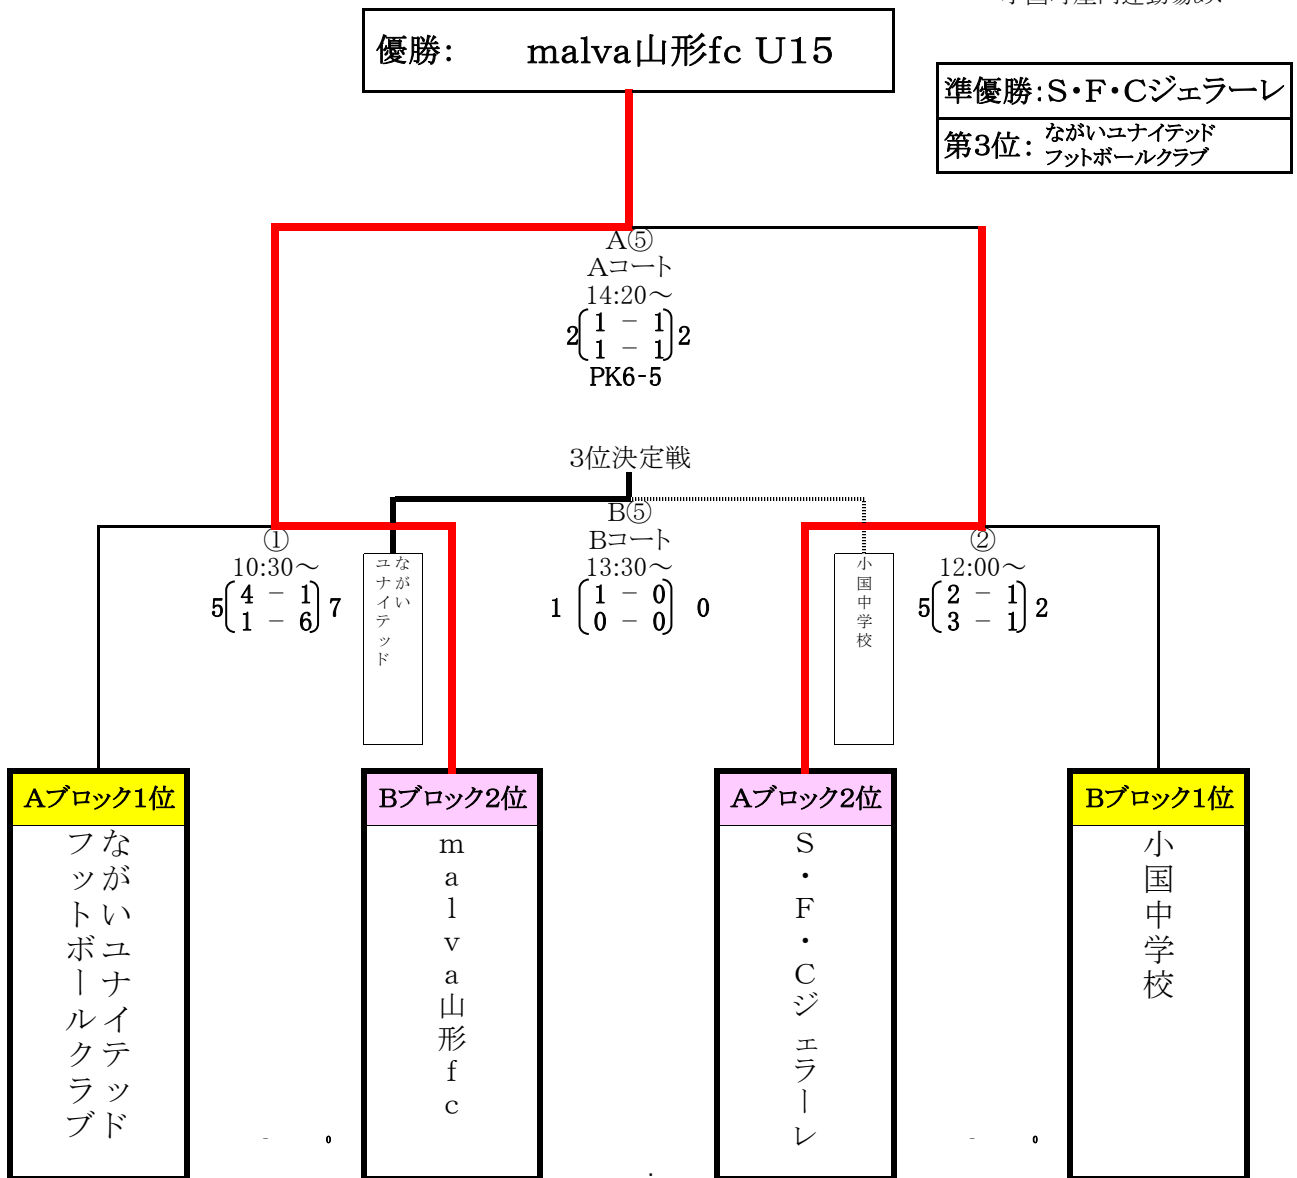 優勝: malva山形fc U15
準優勝:S・F・Cジェラーレ
第3位: ながいユナイテッド
フットボールクラブ
A⑤
Aコート
14:20～
2 1 － 1 2
1 － 1
PK6-5
3位決定戦
①
10:30～
5 4 － 1 7
1 － 6
ながい
ユナイテッド
B⑤
Bコート
13:30～
1 1 － 0 0
0 － 0
小国中学校
②
12:00～
5 2 － 1 2
3 － 1
Aブロック1位
ながいユナイテッド
フットボールクラブ
Bブロック2位
malva山形fc
Aブロック2位
S・F・Cジェラーレ
Bブロック1位
小国中学校
－ 0
－ 0